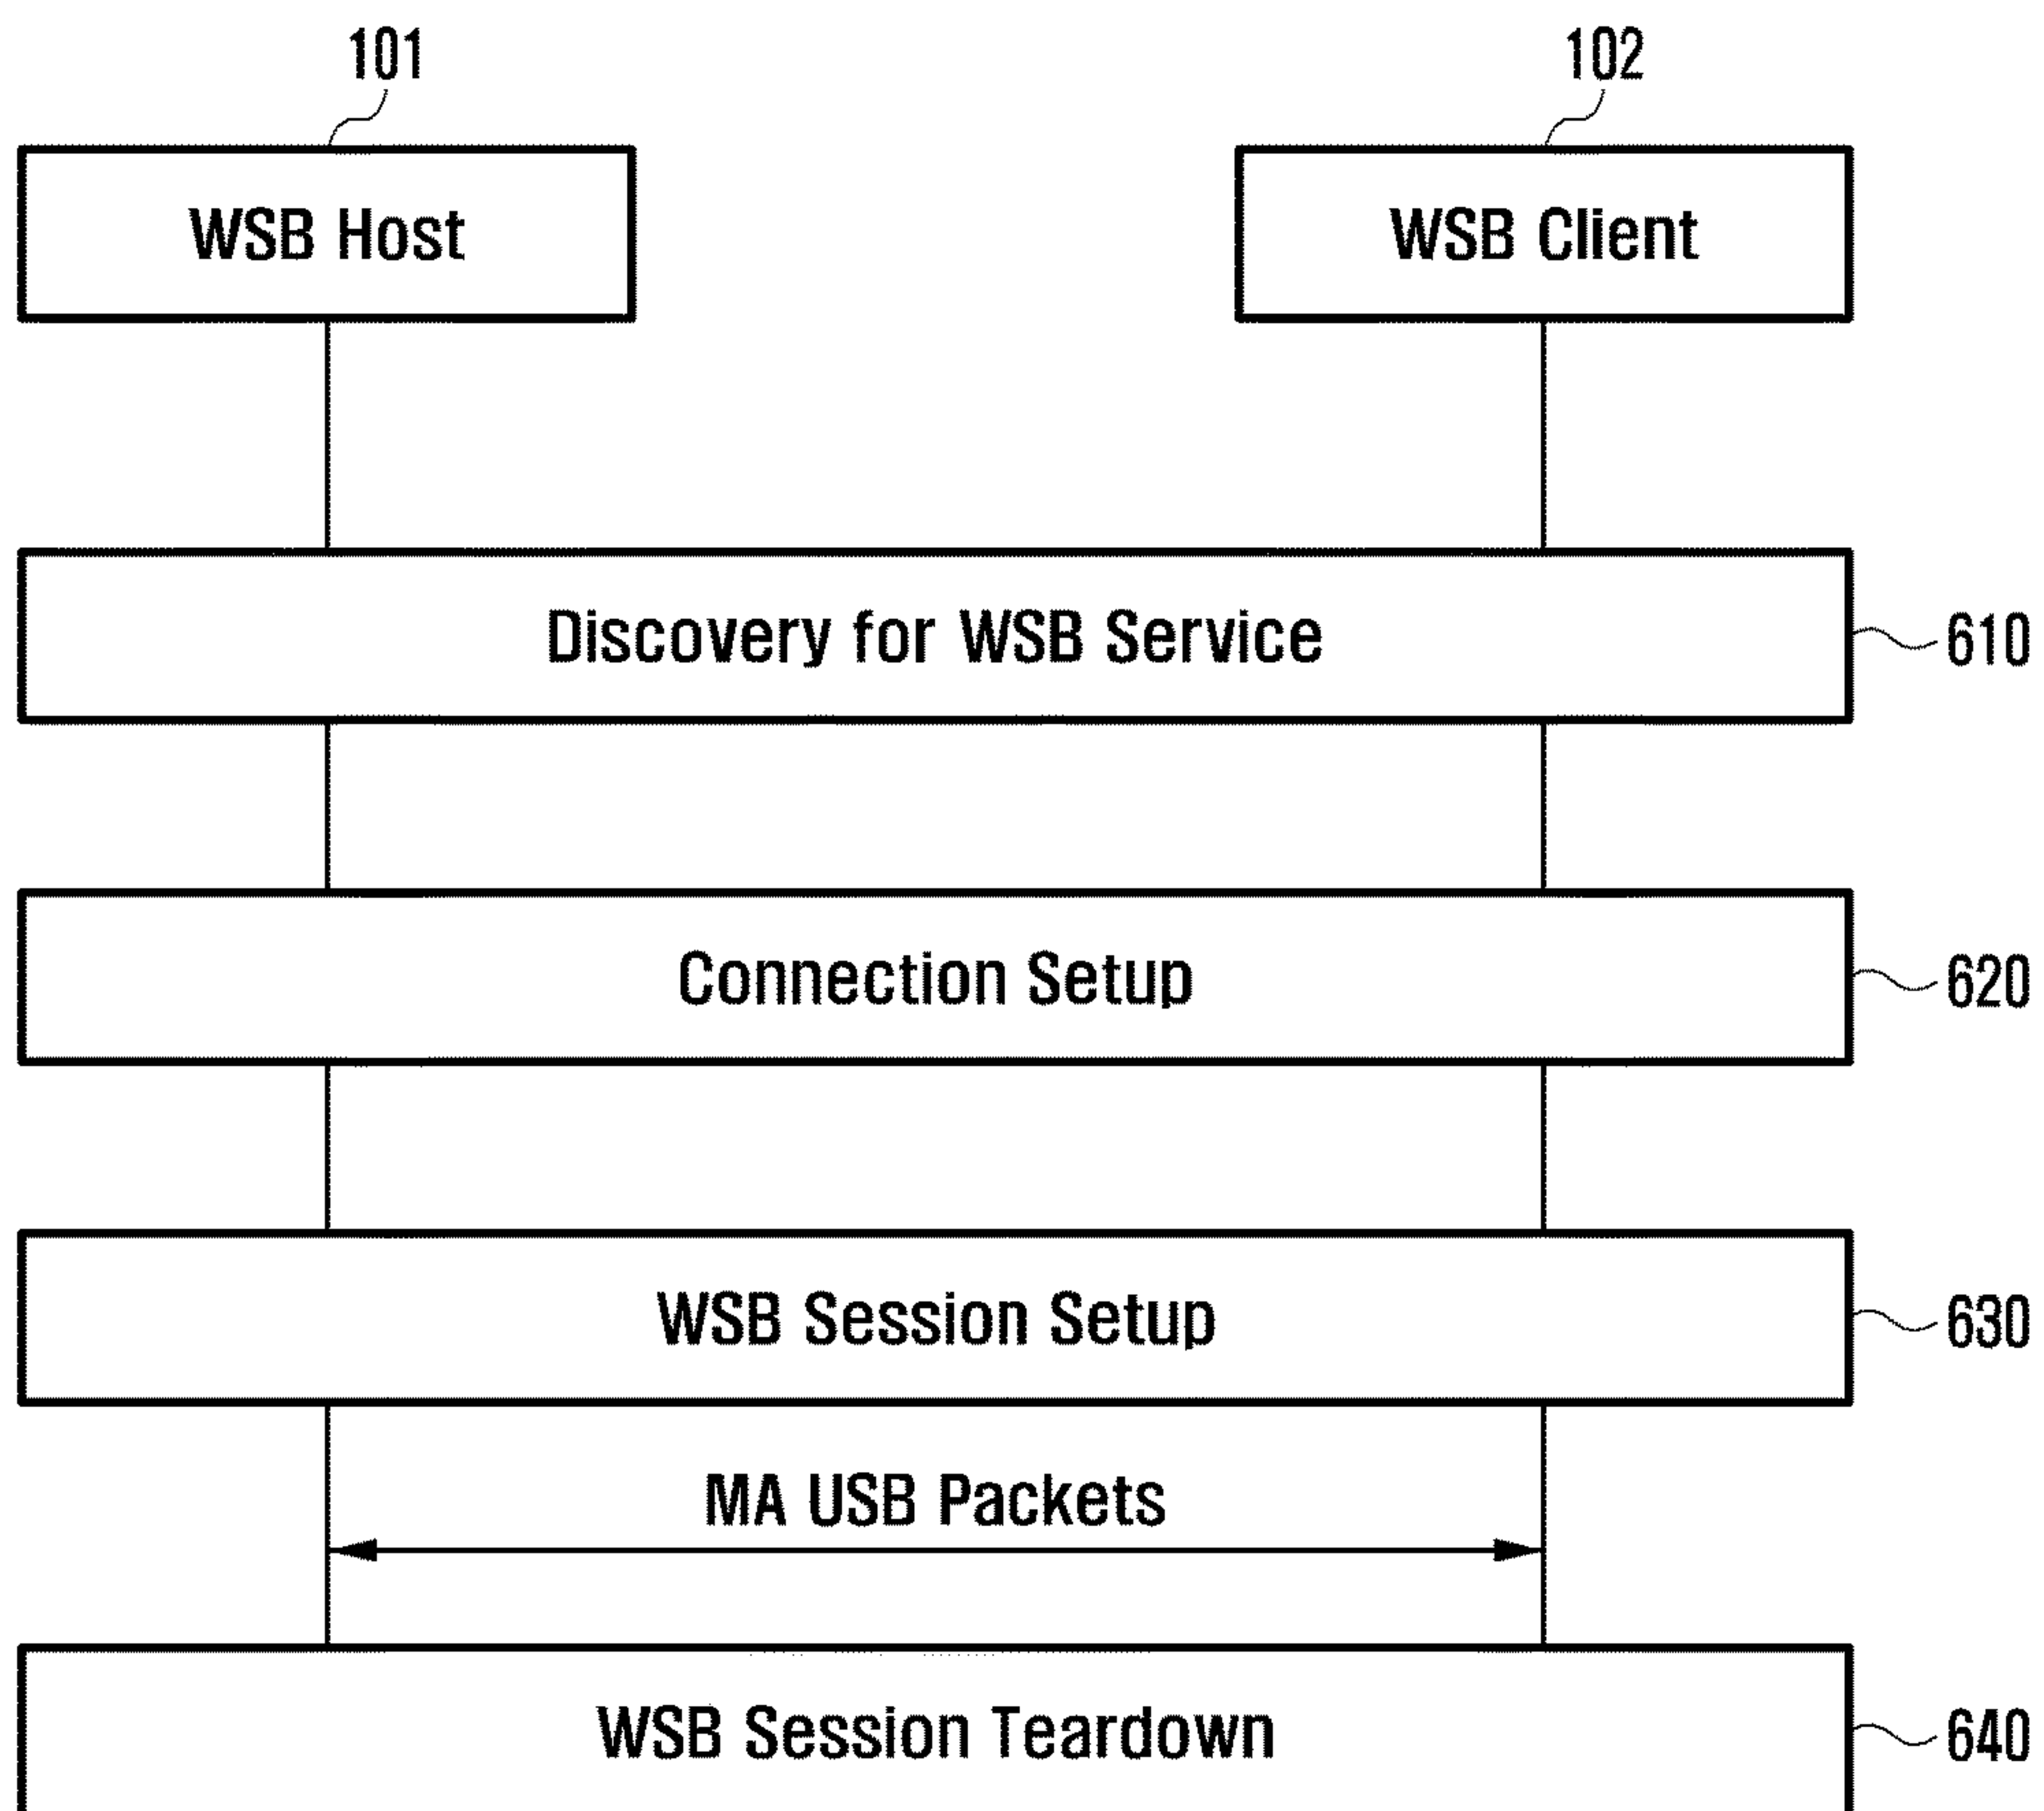 101
102
WSB Host
WSB Client
Discovery for WSB Service
610
Connection Setup
620
WSB Session Setup
630
MA USB Packets
WSB Session Teardown
640